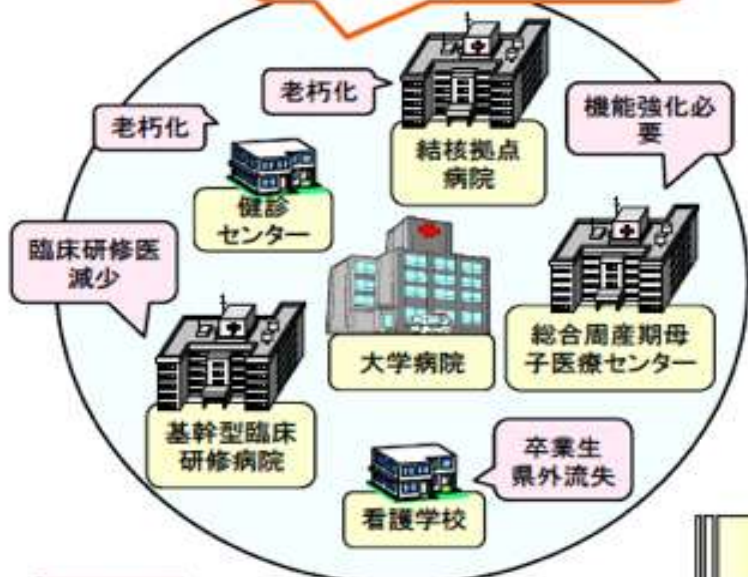 老朽化
結核拠点
病院
機能強化必
要
老朽化
健診
センター
臨床研修医
減少
大学病院
総合周産期母
子医療センター
基幹型臨床
研修病院
卒業生
県外流失
看護学校